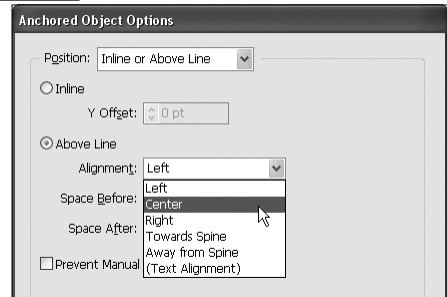 Anchored Object Options
Position: Inline or Above Line
Inline
Y Offset: 0 pt
Above Line
Alignment: Left
Left
Space Before: Center
Right
Space After: Towards Spine
Away from Spine
Prevent Manual (Text Alignment)